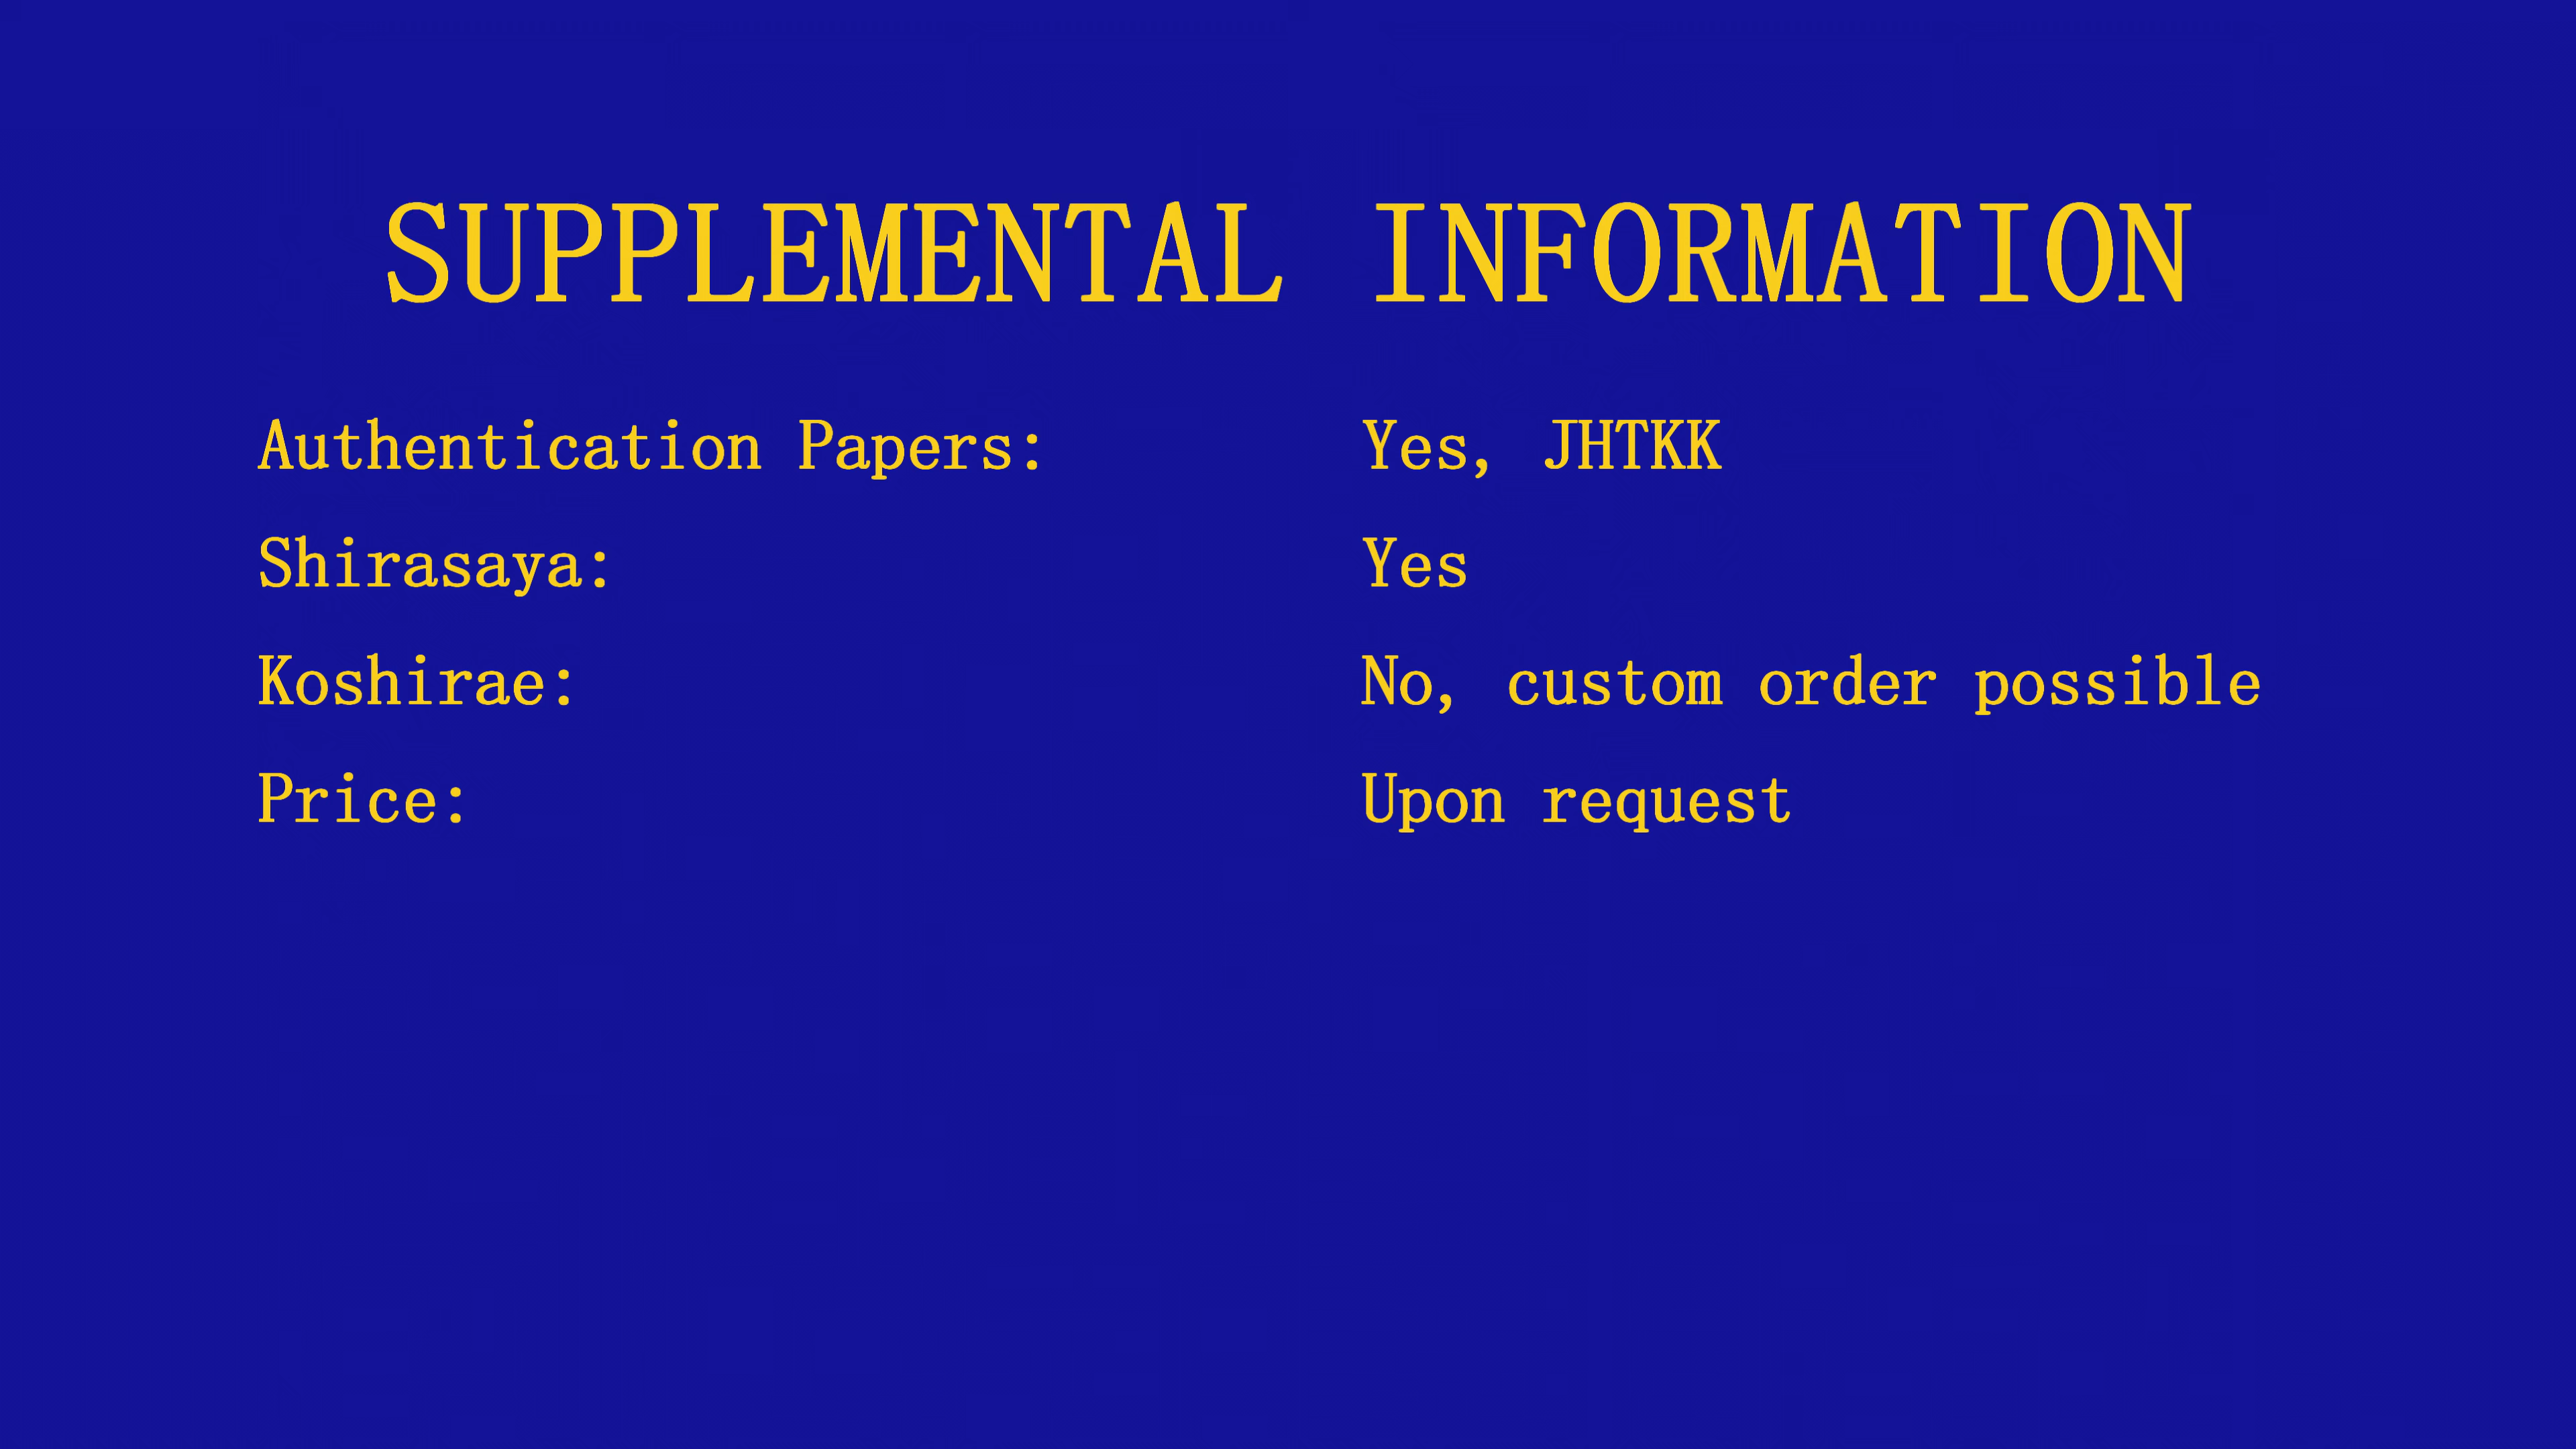 SUPPLEMENTAL INFORMATION
Authentication Papers: Yes, JHTKK
Shirasaya: Yes
Koshirae: No, custom order possible
Price: Upon request